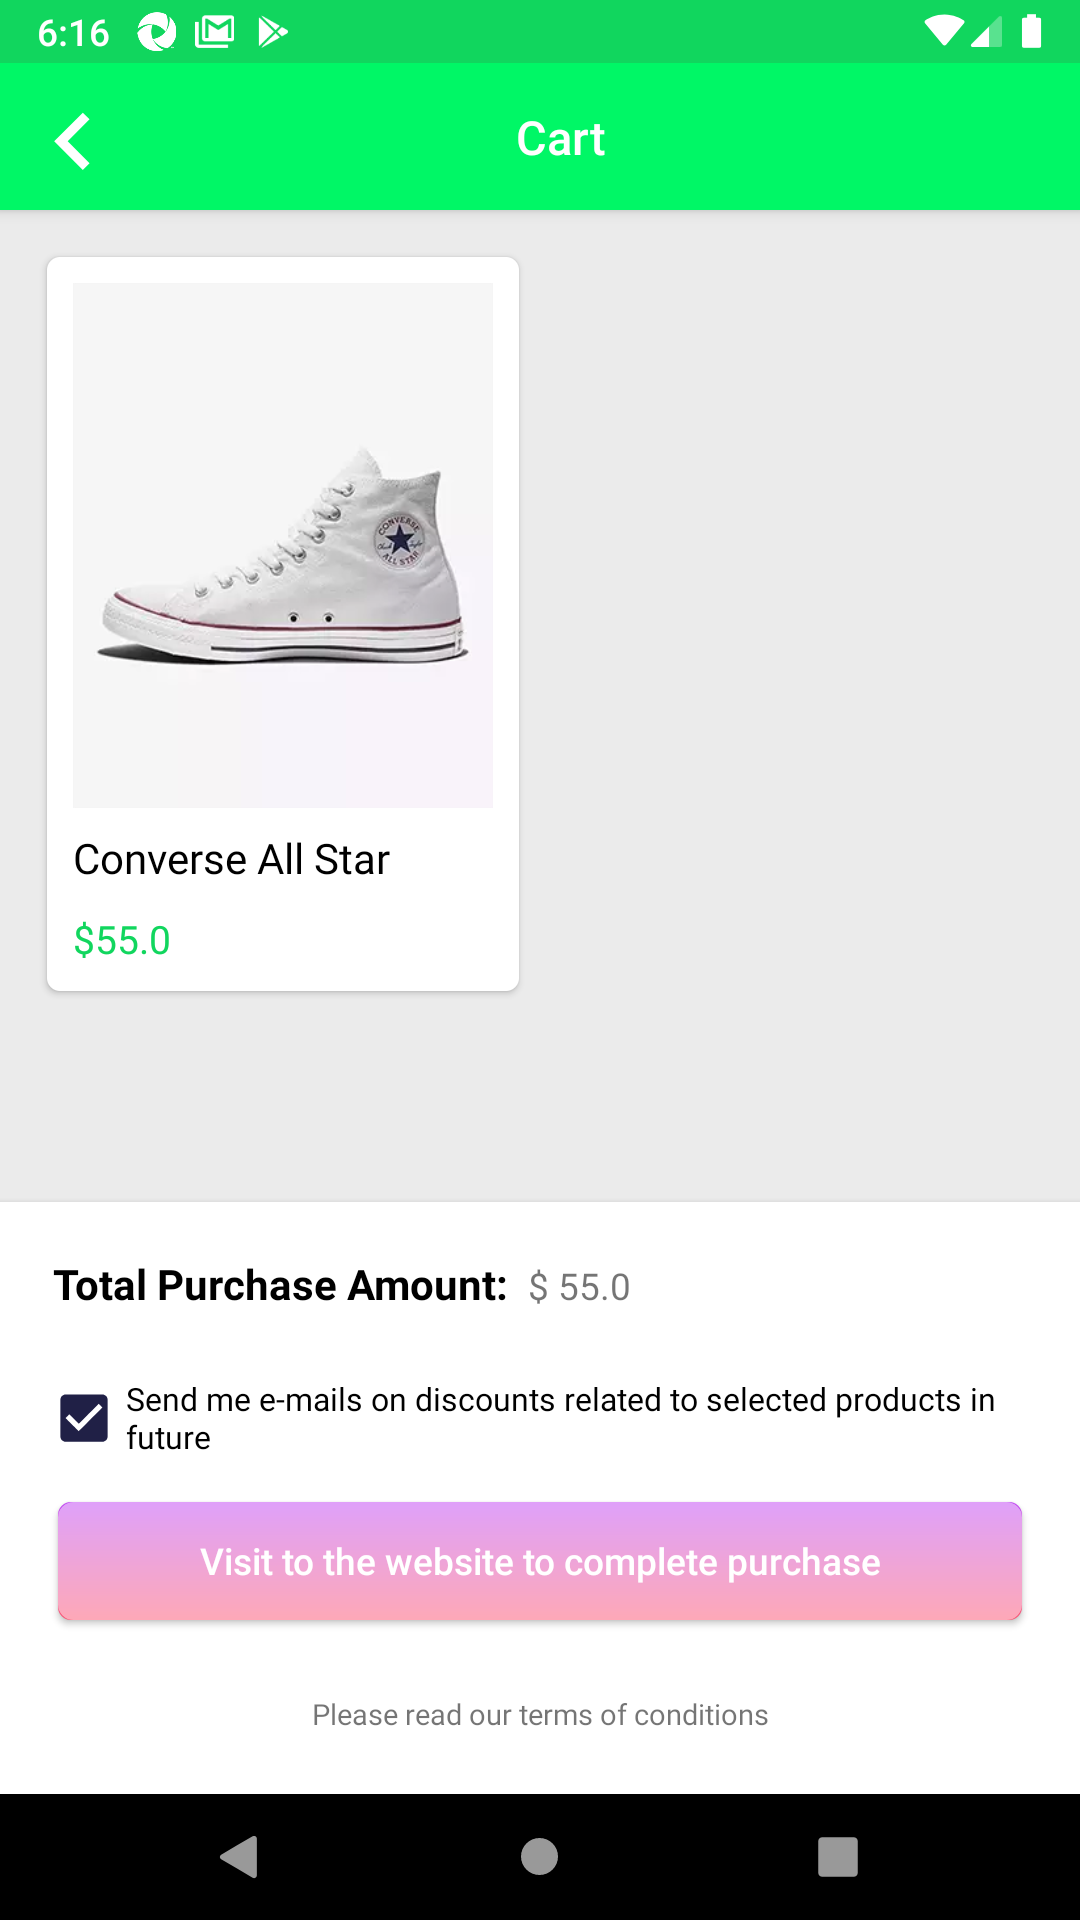 6:16
Cart
CONVERSE
ALL STAR
Converse All Star
$55.0
Total Purchase Amount: $ 55.0
Send me e-mails on discounts related to selected products in
future
Visit to the website to complete purchase
Please read our terms of conditions